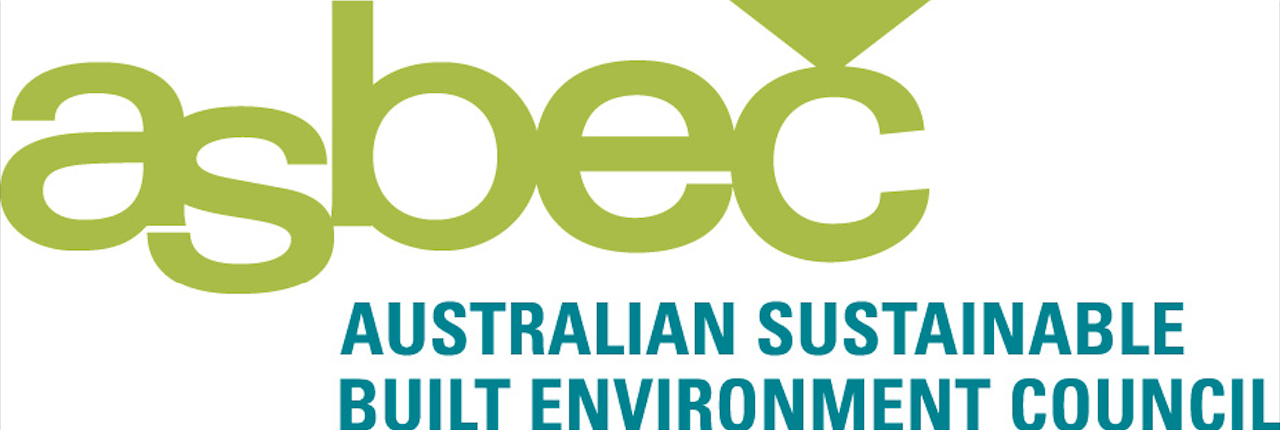 asbec
AUSTRALIAN SUSTAINABLE
BUILT ENVIRONMENT COUNCIL